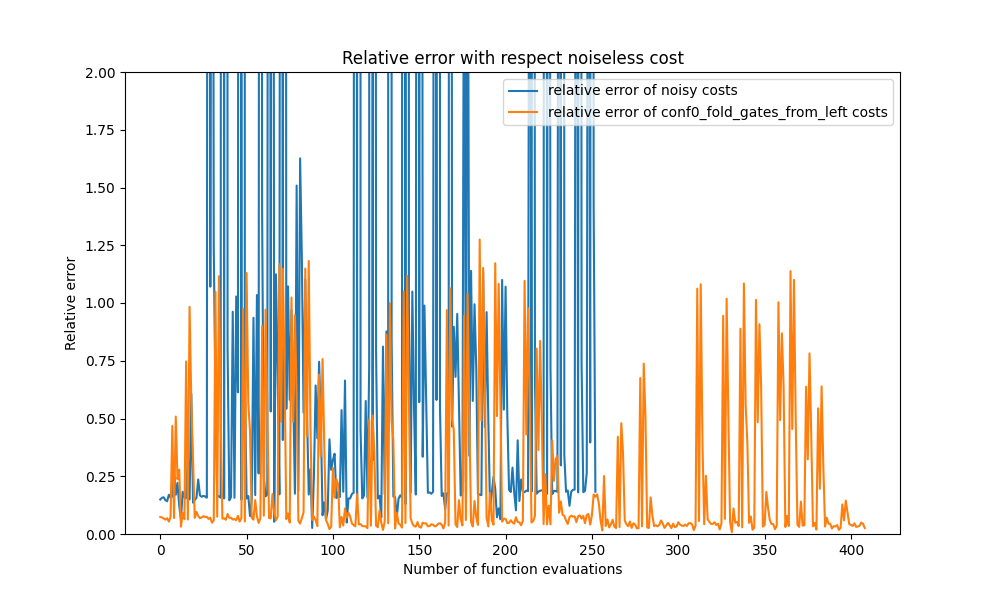 Relative error with respect noiseless cost
relative error of noisy costs
relative error of conf0_fold_gates_from_left costs
Relative error
2.00
1.75
1.50
1.25
1.00
0.75
0.50
0.25
0.00
0 50 100 150 200 250 300 350 400
Number of function evaluations